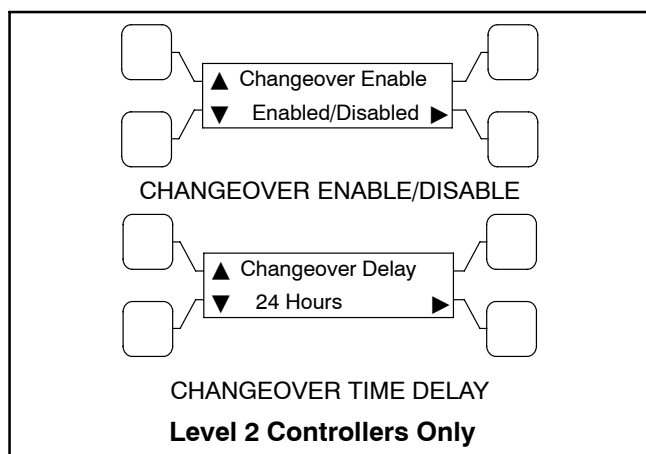 ▲ Changeover Enable
▼ Enabled/Disabled ▶
CHANGEOVER ENABLE/DISABLE
▲ Changeover Delay
▼ 24 Hours ▶
CHANGEOVER TIME DELAY
Level 2 Controllers Only